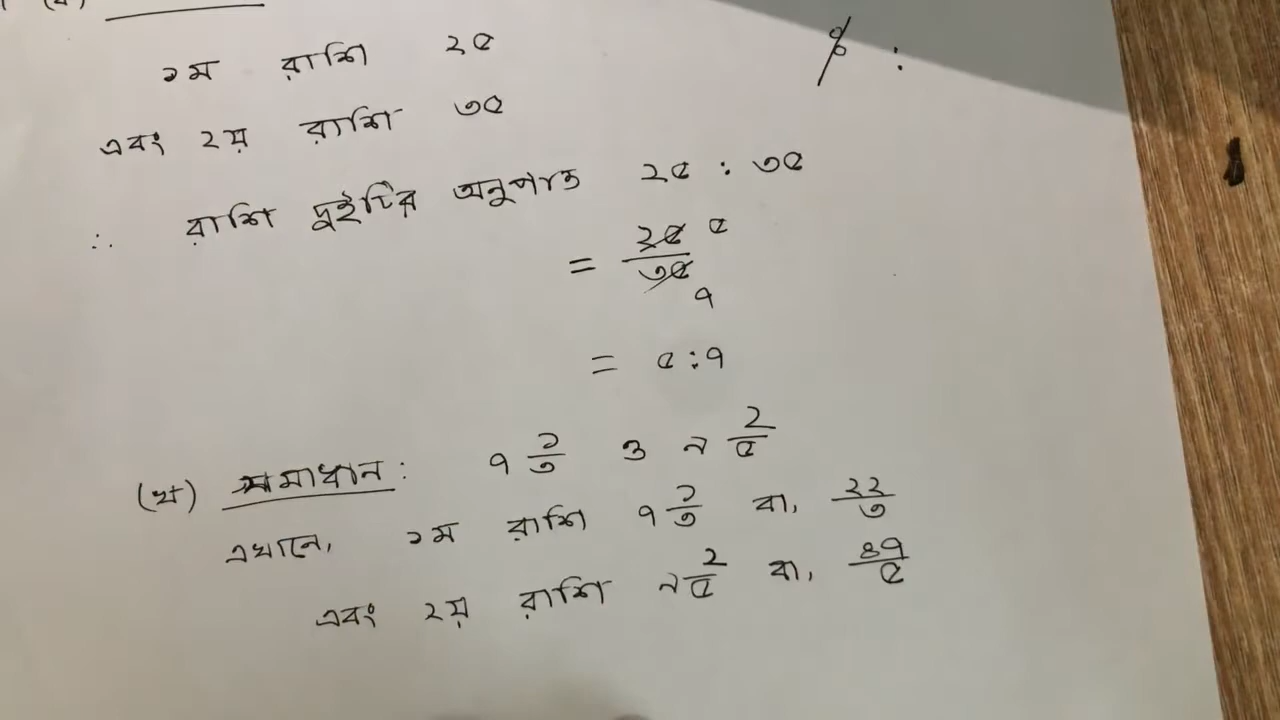 ১ম রাশি ২৫
% :
এবং ২য় রাশি ৩৫
∴ রাশি দুইটির অনুপাত ২৫ : ৩৫
= ২৫/৩৫ ৫ ৭
= ৫:৭
(খ) সমাধান: ৭ ১/৩ ও ৯ ২/৫
এখানে, ১ম রাশি ৭ ১/৩ বা, ২২/৩
এবং ২য় রাশি ৯ ২/৫ বা, ৪৭/৫